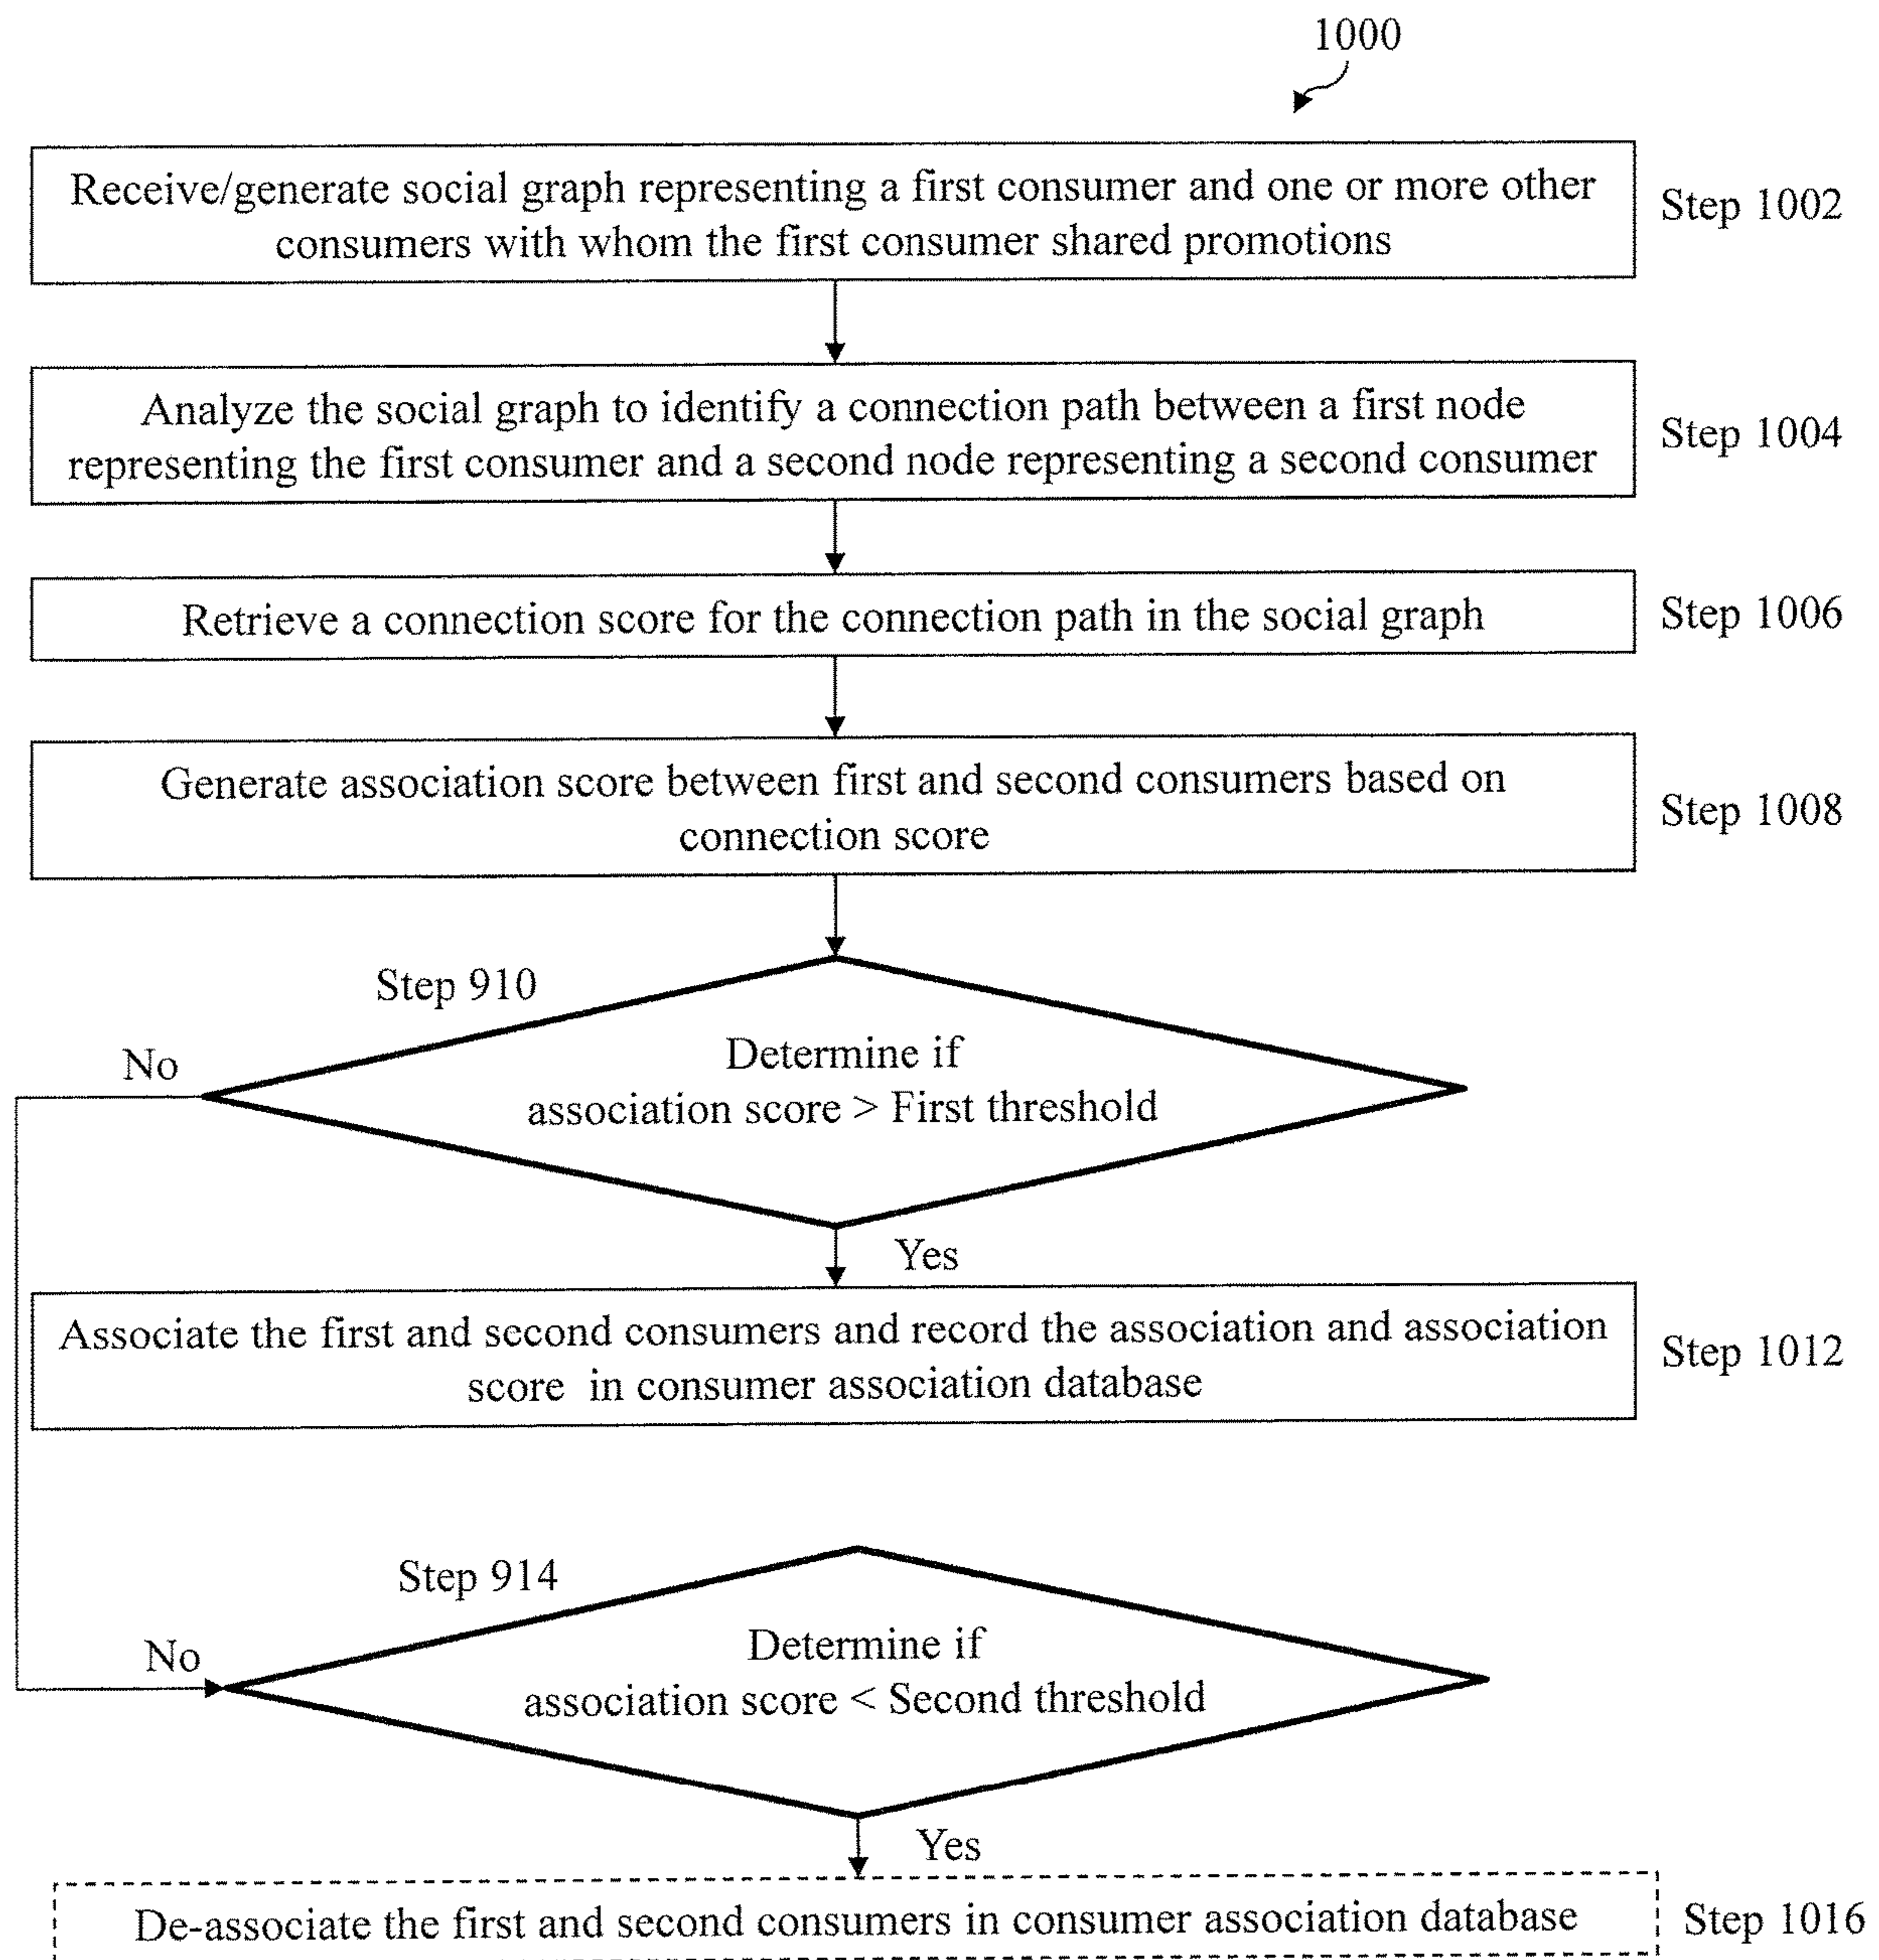 1000
Receive/generate social graph representing a first consumer and one or more other
consumers with whom the first consumer shared promotions
Step 1002
Analyze the social graph to identify a connection path between a first node
representing the first consumer and a second node representing a second consumer
Step 1004
Retrieve a connection score for the connection path in the social graph
Step 1006
Generate association score between first and second consumers based on
connection score
Step 1008
Step 910
No
Determine if
association score > First threshold
Yes
Associate the first and second consumers and record the association and association
score in consumer association database
Step 1012
Step 914
No
Determine if
association score < Second threshold
Yes
De-associate the first and second consumers in consumer association database
Step 1016